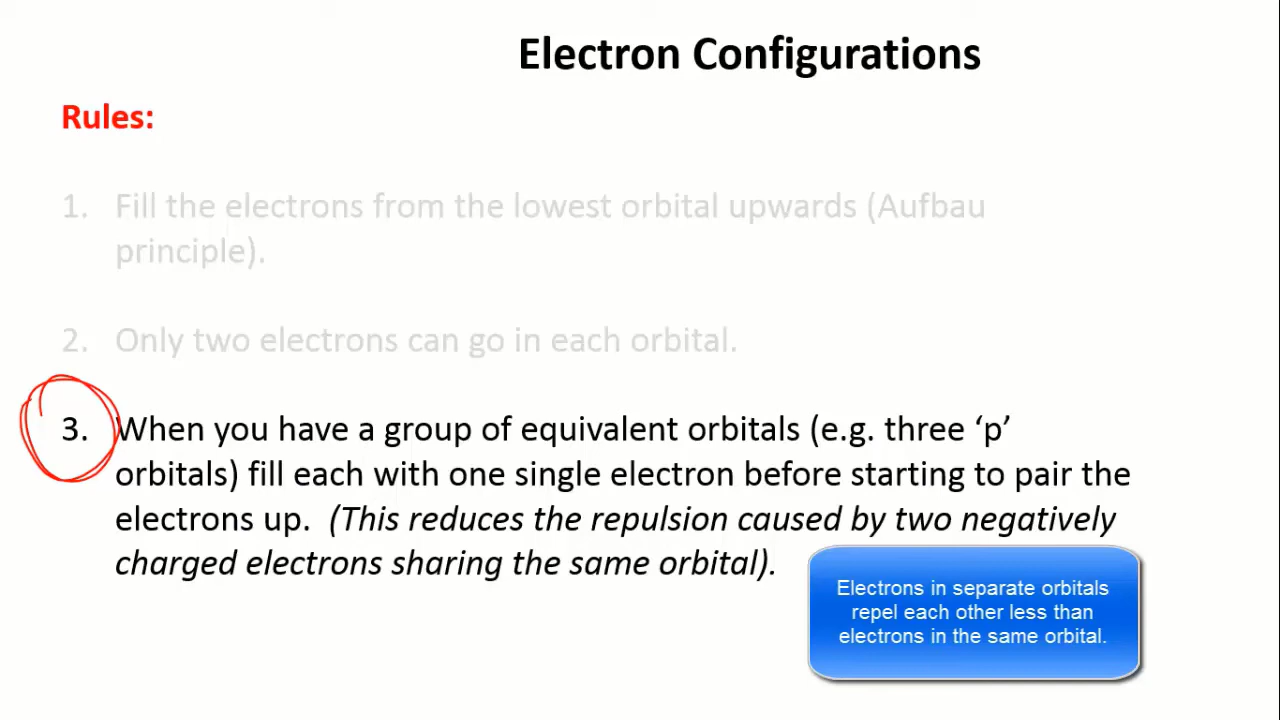 Electron Configurations
Rules:
1. Fill the electrons from the lowest orbital upwards (Aufbau
principle).
2. Only two electrons can go in each orbital.
3. When you have a group of equivalent orbitals (e.g. three ‘p’
orbitals) fill each with one single electron before starting to pair the
electrons up. (This reduces the repulsion caused by two negatively
charged electrons sharing the same orbital).
Electrons in separate orbitals
repel each other less than
electrons in the same orbital.